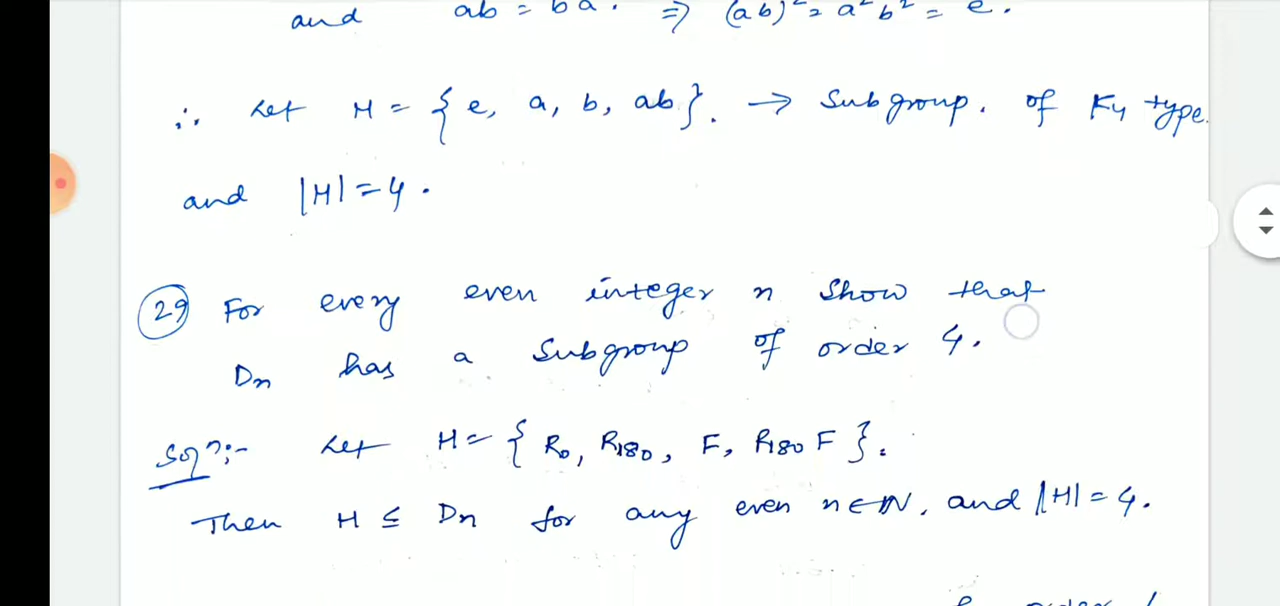 and ab = ba. ⇒ (ab)² = a²b² = e.
∴ Let H = {e, a, b, ab}. → Subgroup. of K4 type.
and |H| = 4.
29 For every even integer n show that
Dn has a subgroup of order 4.
Sol?:- Let H = { R0, R180, F, R180 F }.
Then H ≤ Dn for any even n ∈ N, and |H| = 4.